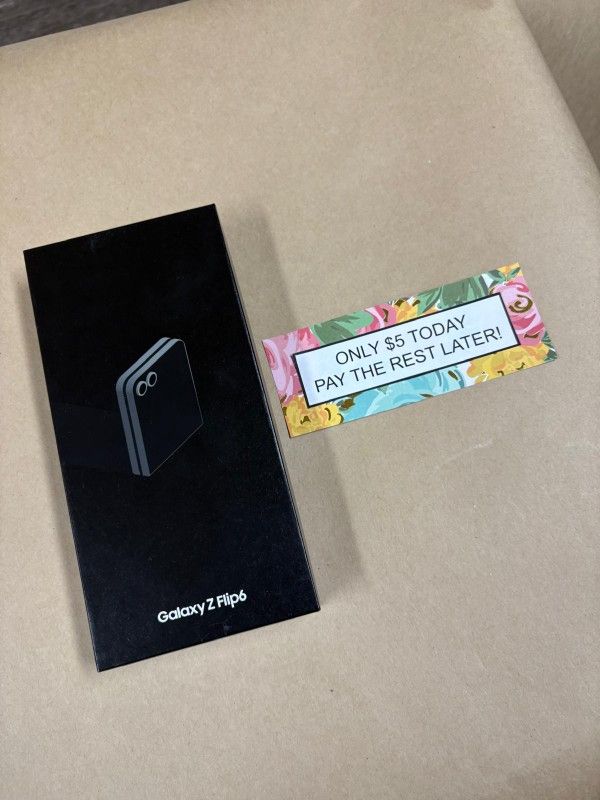 Galaxy Z Flip6
ONLY $5 TODAY
PAY THE REST LATER!